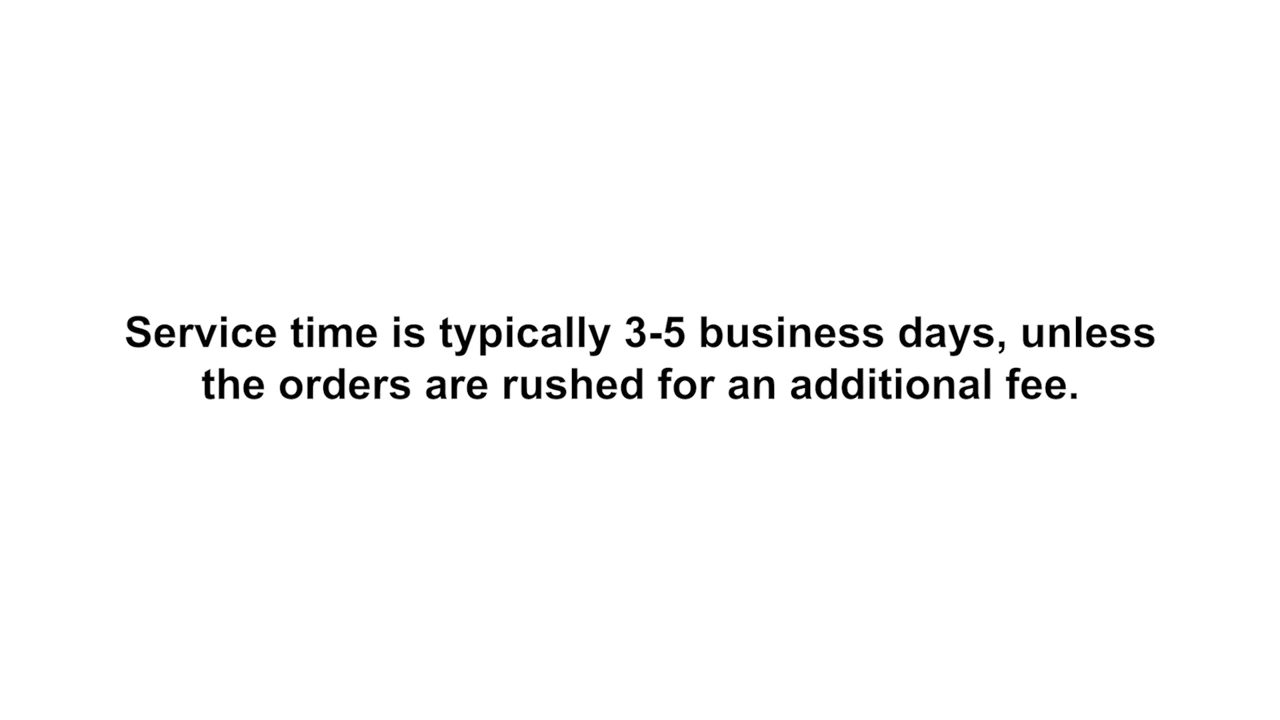 Service time is typically 3-5 business days, unless
the orders are rushed for an additional fee.